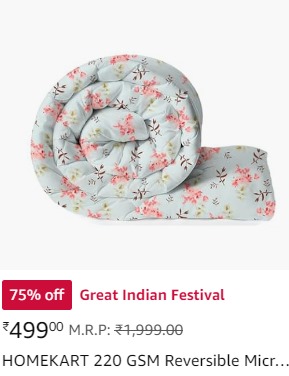 75% off Great Indian Festival
₹499⁰⁰ M.R.P: ₹1,999.00
HOMEKART 220 GSM Reversible Micr...